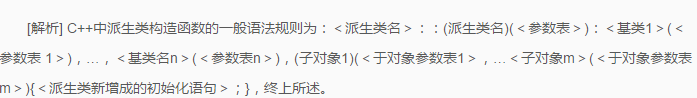 [解析] C++中派生类构造函数的一般语法规则为：＜派生类名＞：：(派生类名)(＜参数表＞)：＜基类1＞(＜
参数表 1＞)，…，＜基类名n＞(＜参数表n＞)，(子对象1)(＜于对象参数表1＞，…＜子对象m＞(＜于对象参数表
m＞){＜派生类新增成的初始化语句＞；}，终上所述。